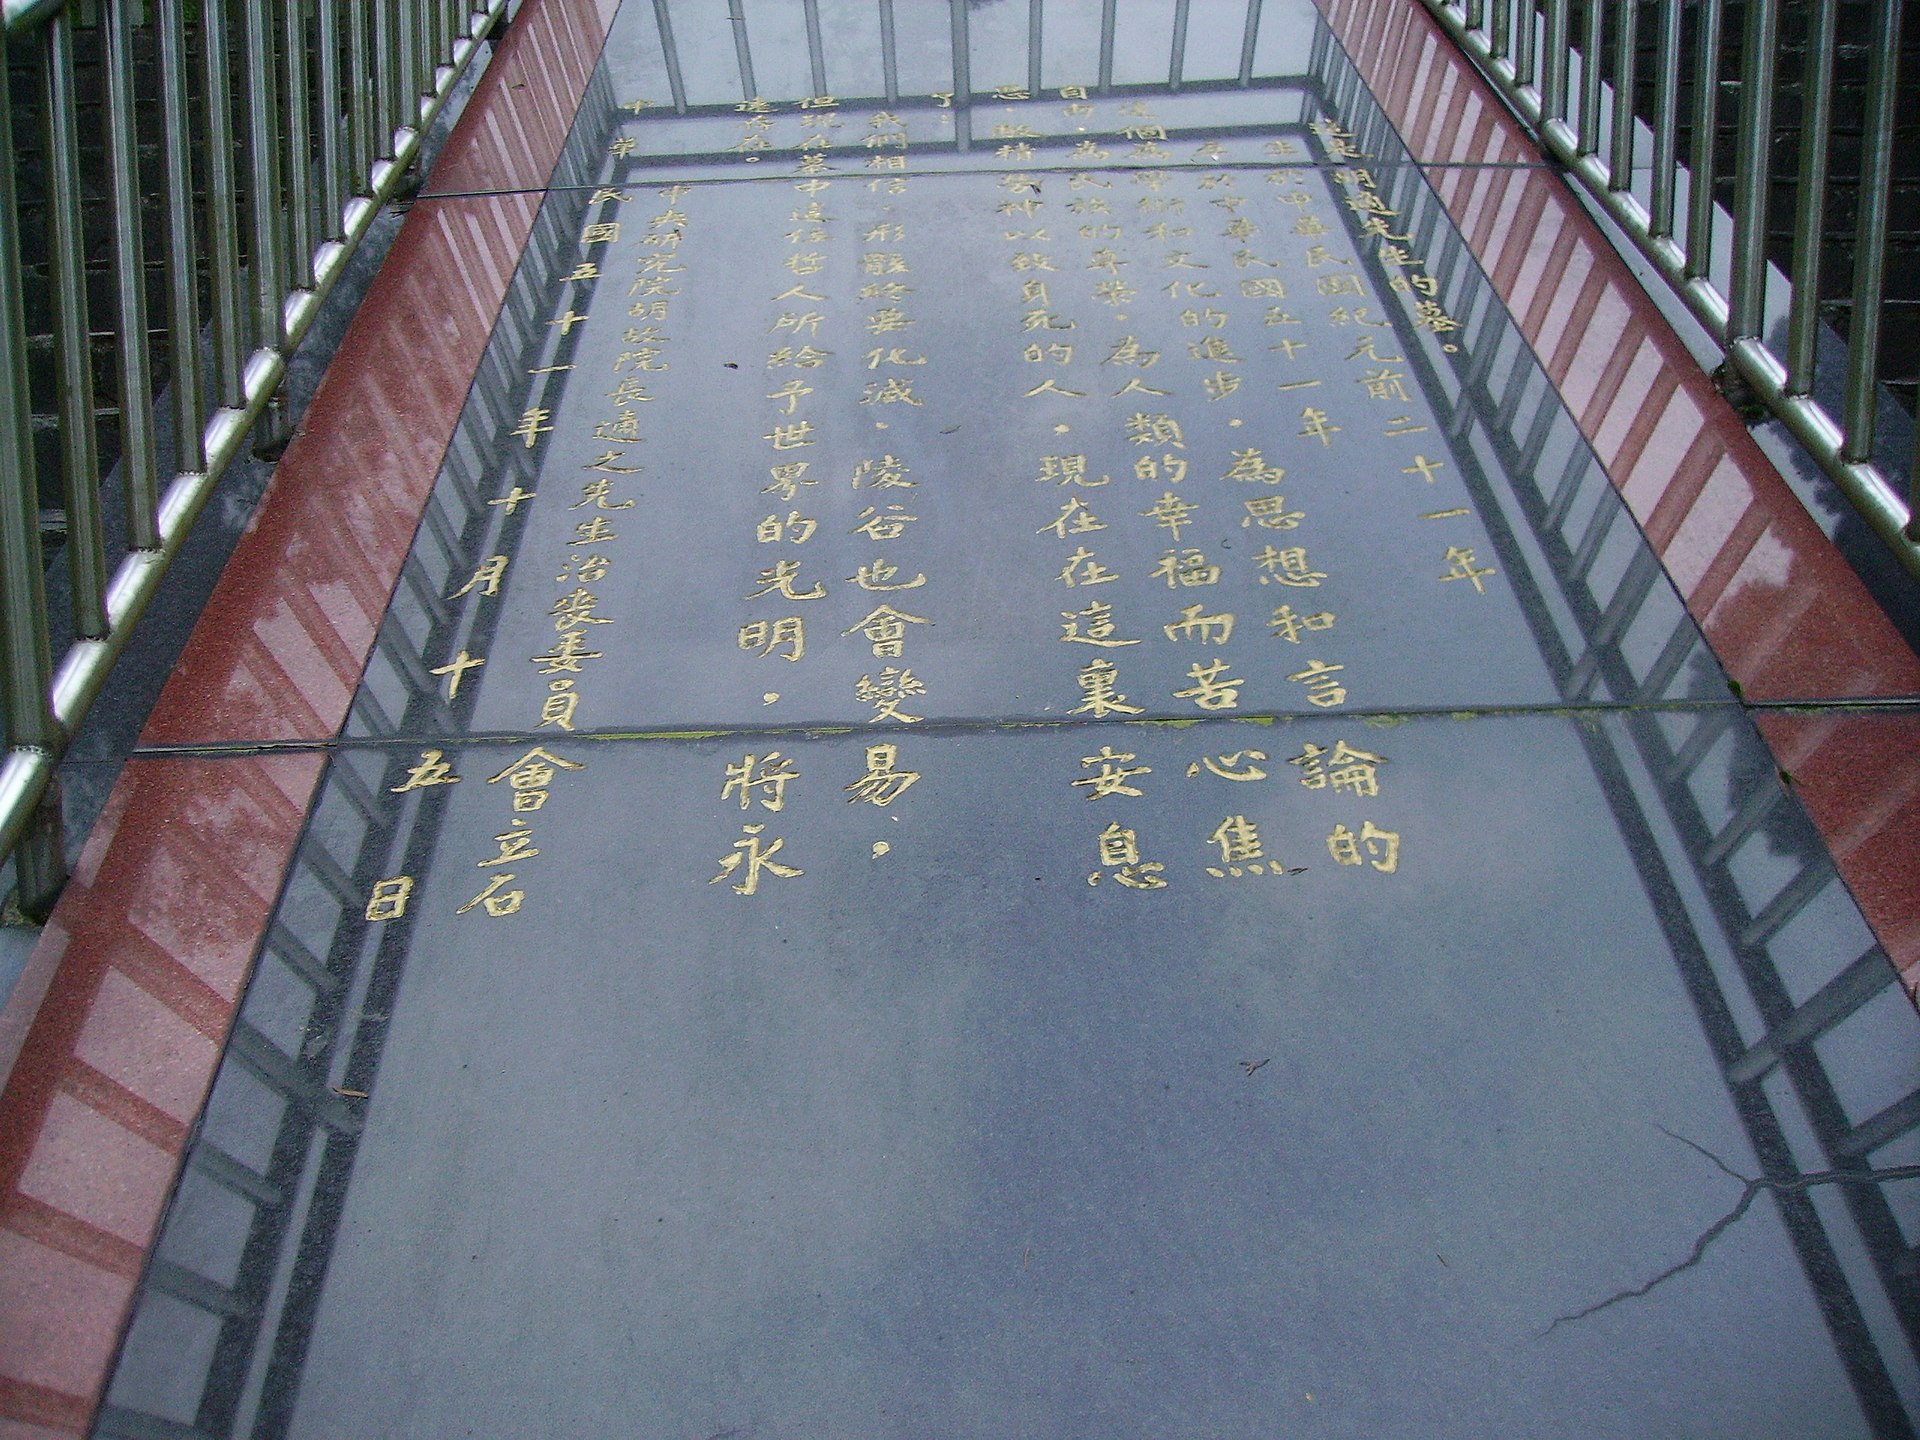 這是胡適先生的墓。
生於中華民國紀元前二十一年
卒於中華民國五十一年
這個為學術和文化的進步，為思想和言論的
自由，為民族的尊榮，為人類的幸福而苦心焦
思，敝精勞神以致身死的人，現在在這裏安息
了！
我們相信，形骸終要化滅，陵谷也會變易，
但現在墓中這位哲人所給予世界的光明，將永
遠存在。
中央研究院胡故院長適之先生治喪委員會立石
中華民國五十一年十月十五日